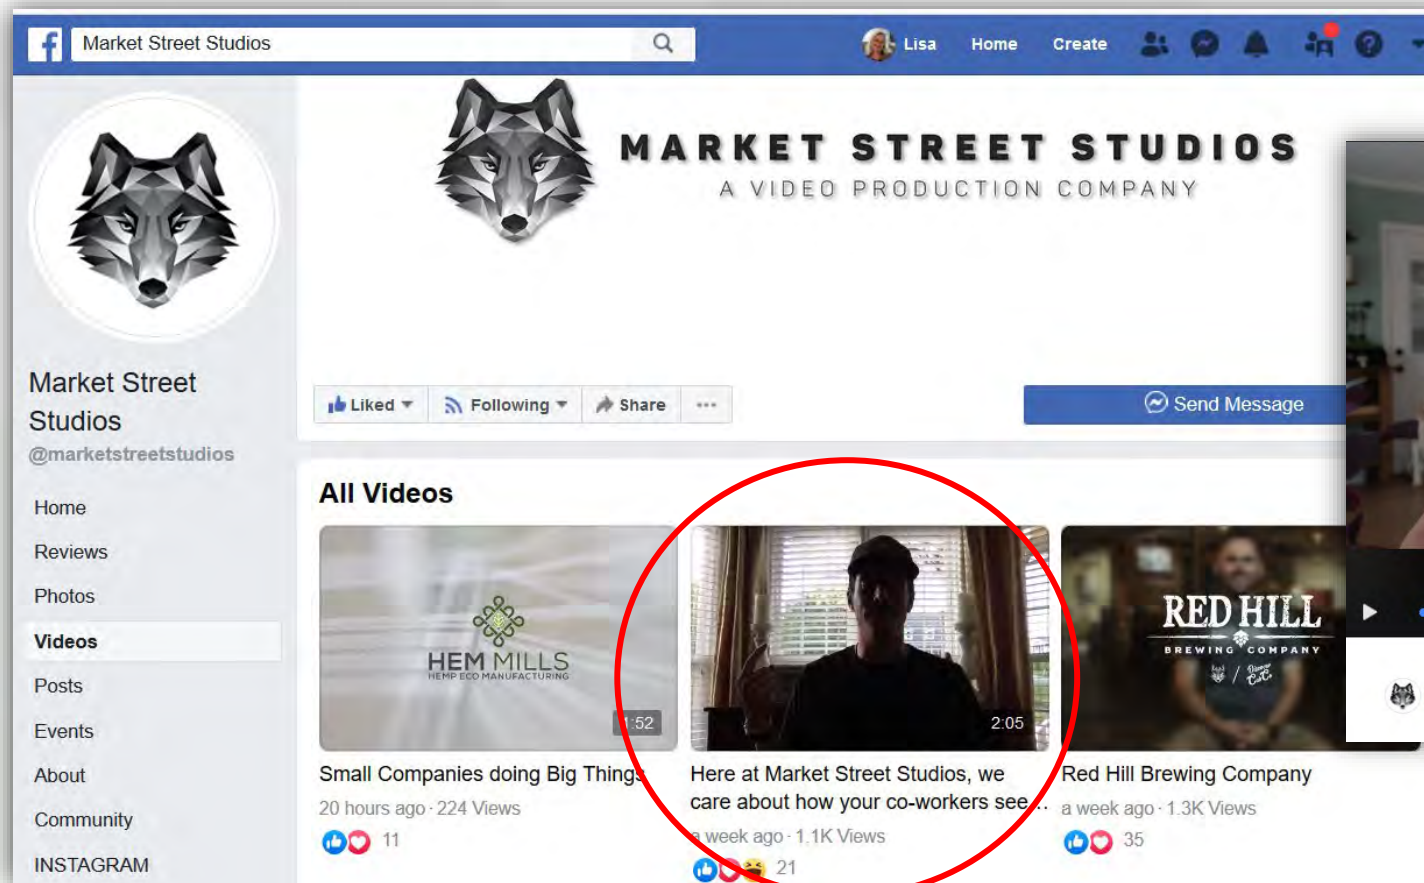 Market Street Studios
Lisa Home Create
MARKET STREET STUDIOS
A VIDEO PRODUCTION COMPANY
Market Street
Studios
@marketstreetstudios
Liked Following Share ...
Send Message
Home
Reviews
Photos
Videos
Posts
Events
About
Community
INSTAGRAM
All Videos
HEM MILLS
HEMP ECO MANUFACTURING
1:52
Small Companies doing Big Things
20 hours ago · 224 Views
11
2:05
Here at Market Street Studios, we
care about how your co-workers see...
a week ago · 1.1K Views
21
RED HILL
BREWING COMPANY
Red Hill Brewing Company
a week ago · 1.3K Views
35